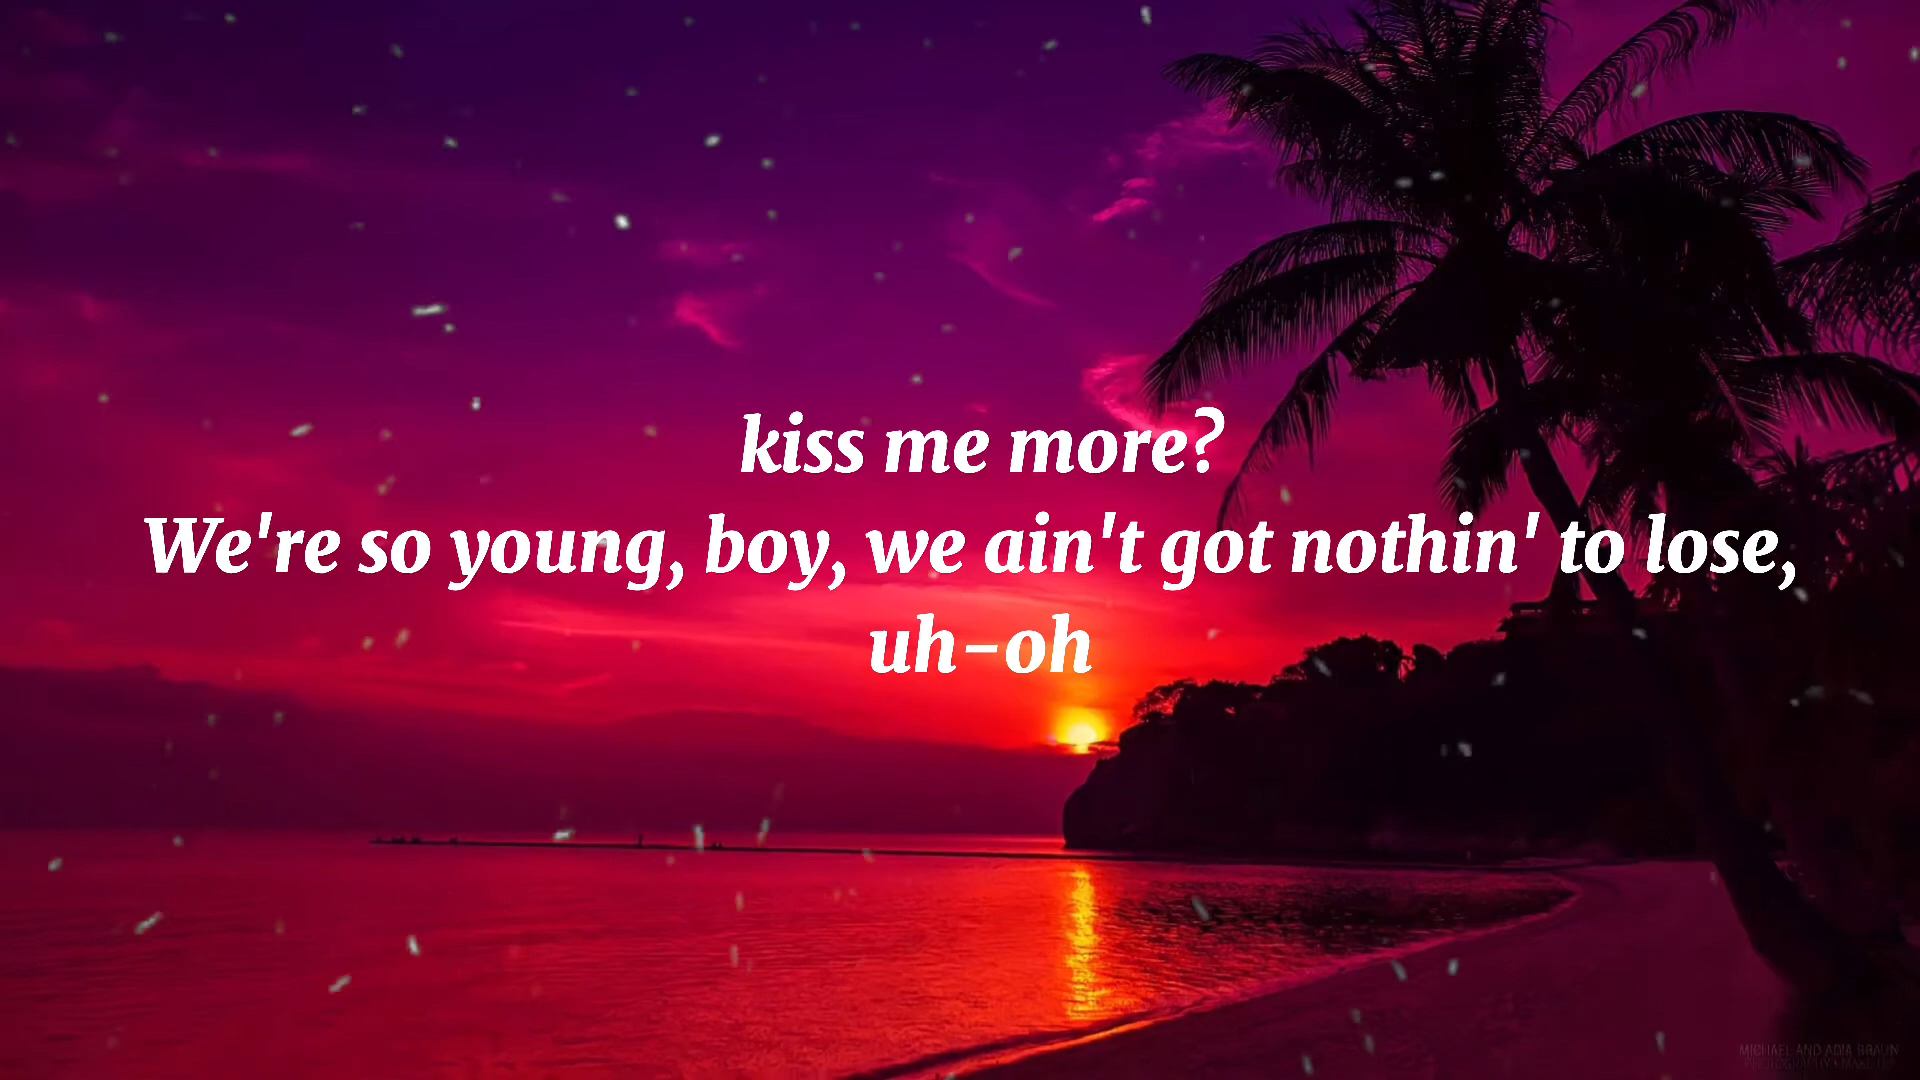 kiss me more?
We're so young, boy, we ain't got nothin' to lose,
uh-oh
MICHAEL AND ADIA BRAUN